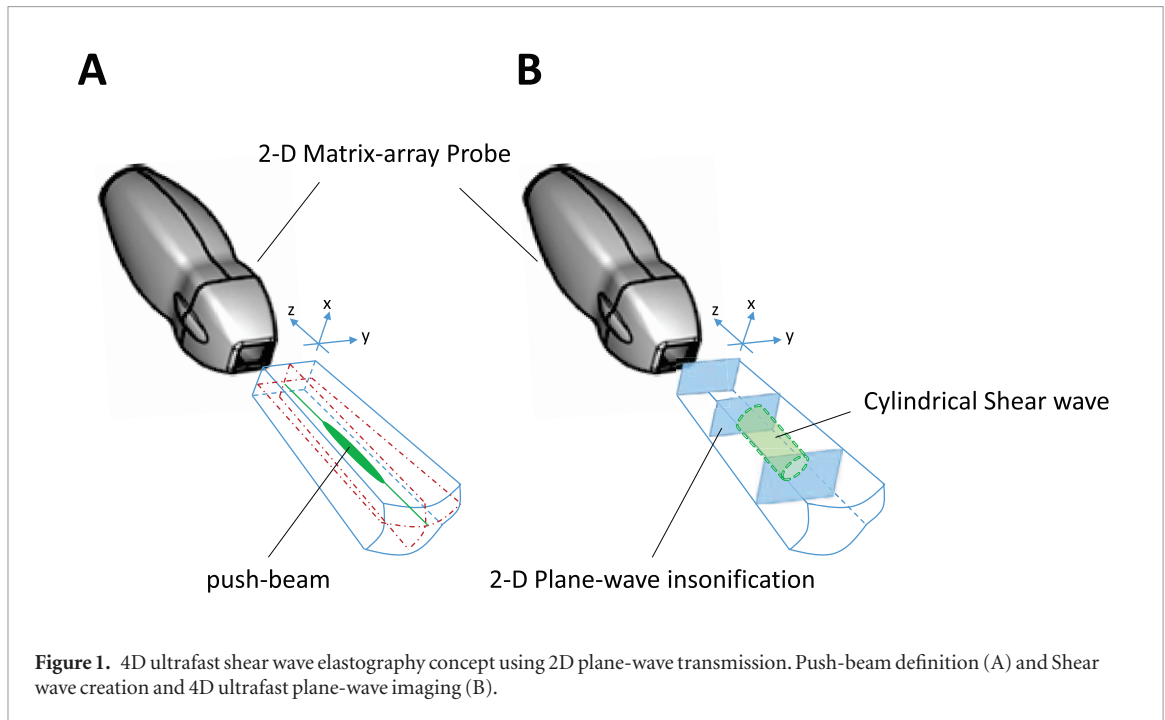 A
B
2-D Matrix-array Probe
z
x
y
z
x
y
Cylindrical Shear wave
push-beam
2-D Plane-wave insonification
Figure 1. 4D ultrafast shear wave elastography concept using 2D plane-wave transmission. Push-beam definition (A) and Shear
wave creation and 4D ultrafast plane-wave imaging (B).